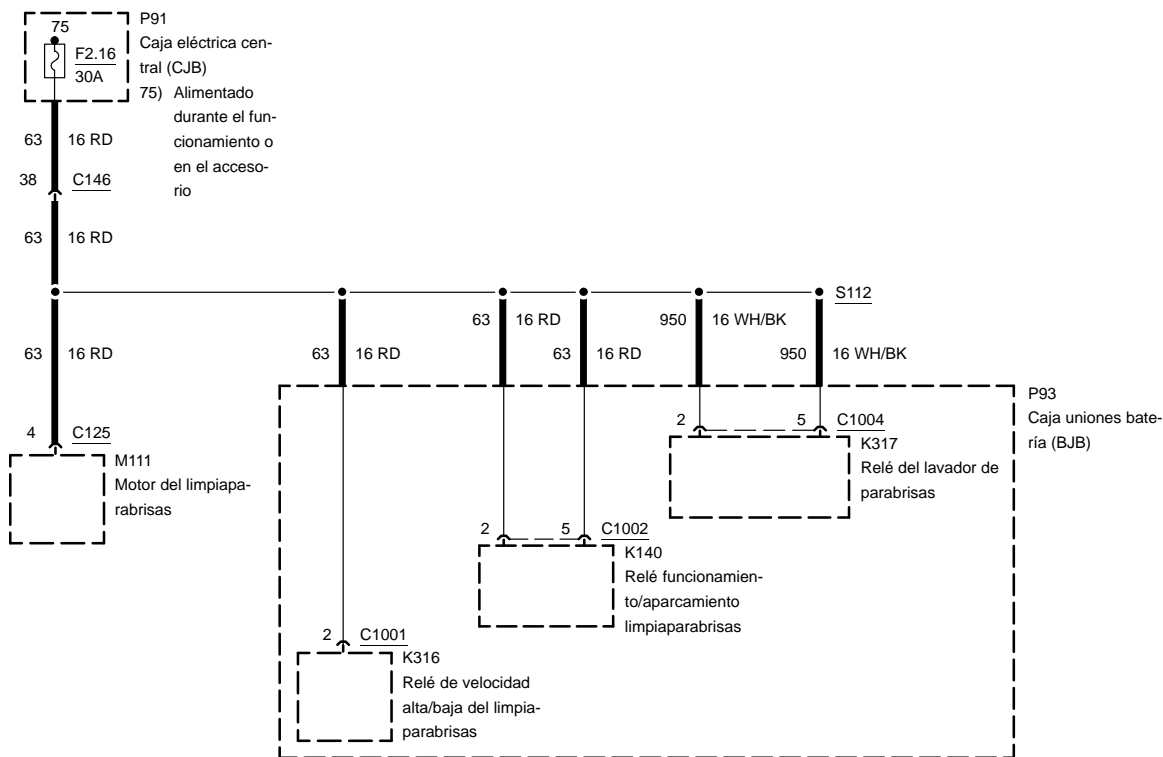 75
F2.16
30A
P91
Caja eléctrica cen-
tral (CJB)
75) Alimentado
durante el fun-
cionamiento o
en el acceso-
rio
63 16 RD
38 C146
63 16 RD
S112
63 16 RD
950 16 WH/BK
63 16 RD
63 16 RD
63 16 RD
950 16 WH/BK
P93
Caja uniones bate-
ría (BJB)
4 C125
M111
Motor del limpiapa-
rabrisas
2 5 C1004
K317
Relé del lavador de
parabrisas
2 5 C1002
K140
Relé funcionamien-
to/aparcamiento
limpiaparabrisas
2 C1001
K316
Relé de velocidad
alta/baja del limpia-
parabrisas